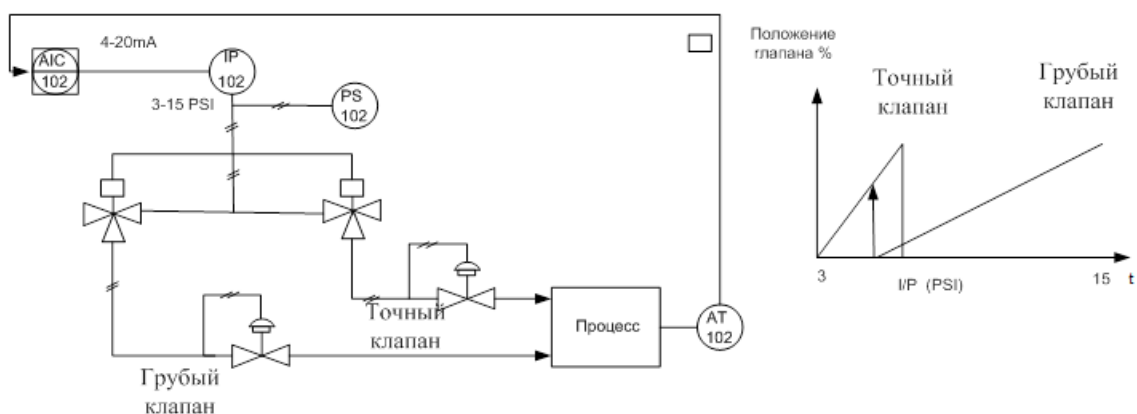 4-20mA
AIC
102
IP
102
3-15 PSI
PS
102
Точный
клапан
Грубый
клапан
Процесс
AT
102
Положение
rлапана %
Точный
клапан
Грубый
клапан
3
I/P (PSI)
15
t